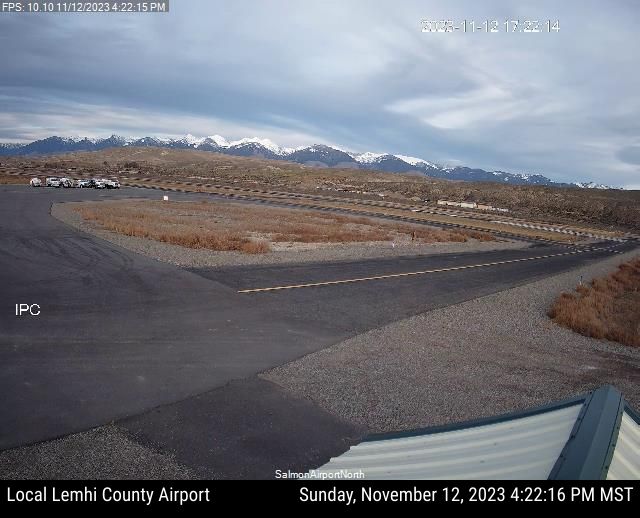 FPS: 10.10 11/12/2023 4:22:15 PM
2023-11-12 17:22:14
IPC
SalmonAirportNorth
Local Lemhi County Airport
Sunday, November 12, 2023 4:22:16 PM MST